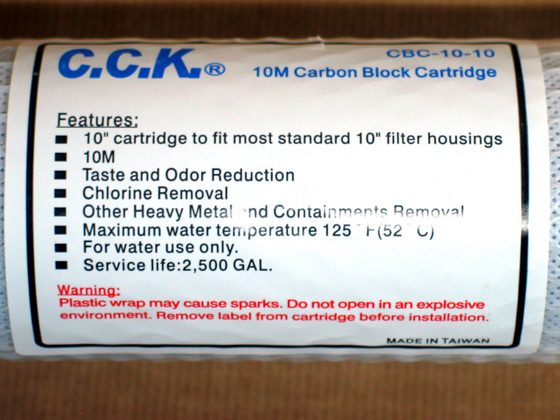 C.C.K.®
CBC-10-10
10M Carbon Block Cartridge
Features:
■ 10" cartridge to fit most standard 10" filter housings
■ 10M
■ Taste and Odor Reduction
■ Chlorine Removal
■ Other Heavy Metal and Containments Removal
■ Maximum water temperature 125 ° F(52 ° C)
■ For water use only.
■ Service life:2,500 GAL.
Warning:
Plastic wrap may cause sparks. Do not open in an explosive
environment. Remove label from cartridge before installation.
MADE IN TAIWAN